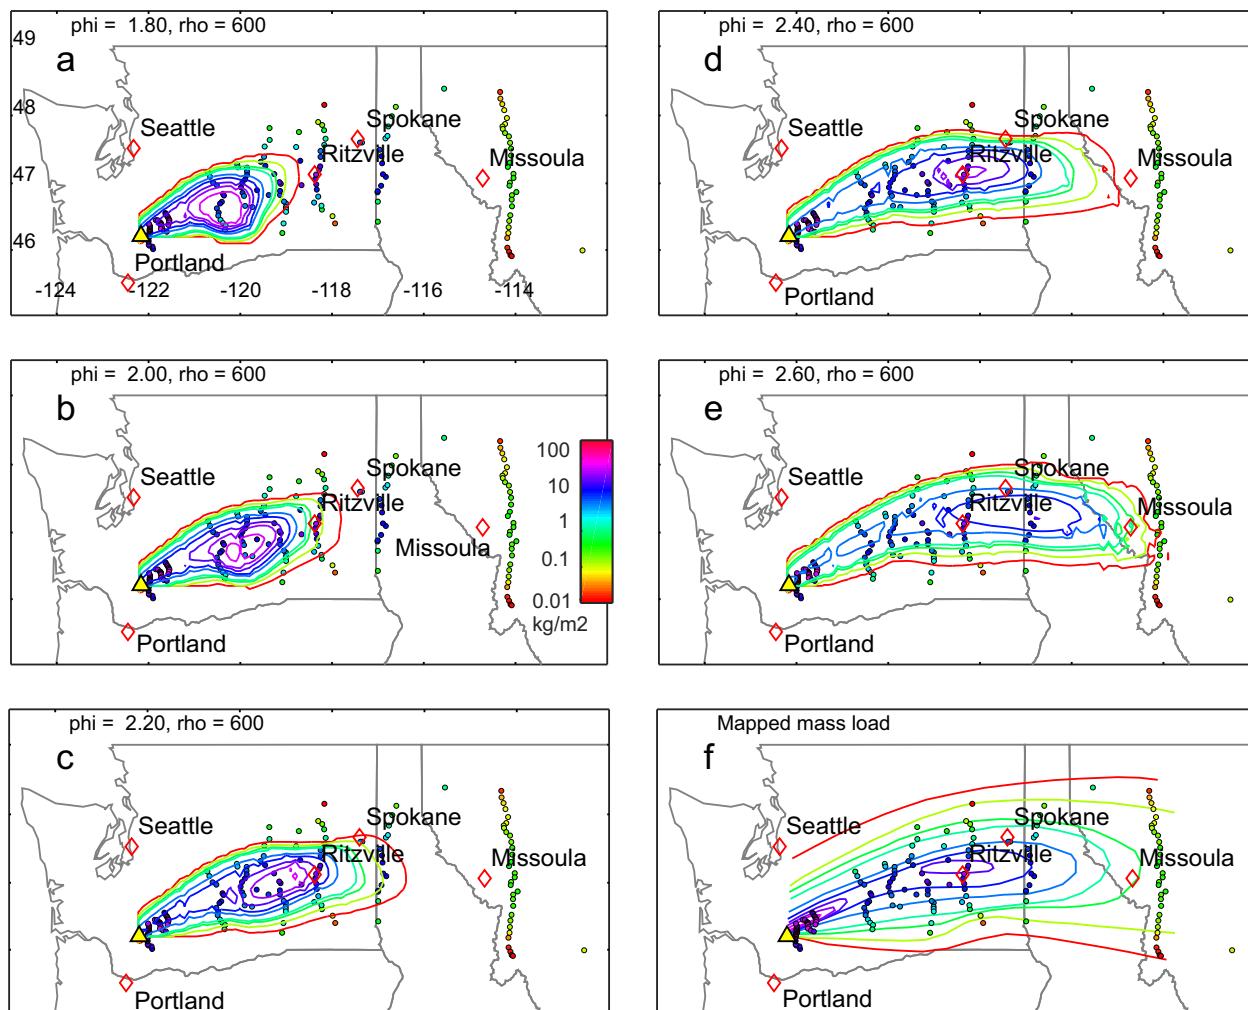 phi = 1.80, rho = 600
49
a
48
Seattle
Spokane
47
Ritzville
Missoula
46
Portland
-124
-122
-120
-118
-116
-114
phi = 2.00, rho = 600
b
Seattle
Spokane
Ritzville
Missoula
Portland
100
10
1
0.1
0.01
kg/m2
phi = 2.20, rho = 600
c
Seattle
Spokane
Ritzville
Missoula
Portland
phi = 2.40, rho = 600
d
Seattle
Spokane
Ritzville
Missoula
Portland
phi = 2.60, rho = 600
e
Seattle
Spokane
Ritzville
Missoula
Portland
Mapped mass load
f
Seattle
Spokane
Ritzville
Missoula
Portland